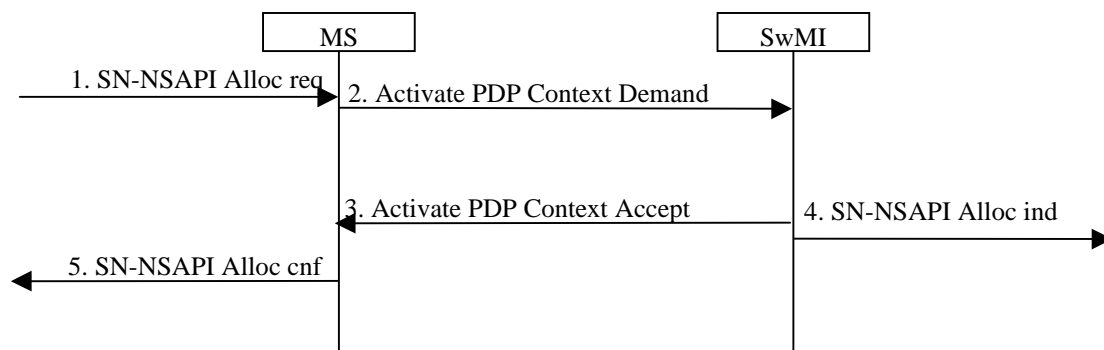 MS
SwMI
1. SN-NSAPI Alloc req
2. Activate PDP Context Demand
3. Activate PDP Context Accept
4. SN-NSAPI Alloc ind
5. SN-NSAPI Alloc cnf